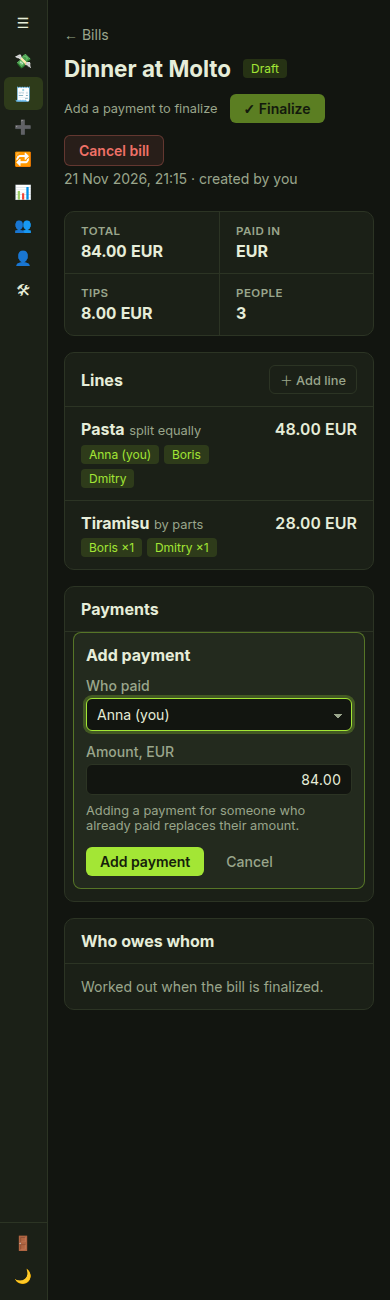 ← Bills
Dinner at Molto Draft
Add a payment to finalize ✓ Finalize
Cancel bill
21 Nov 2026, 21:15 · created by you
TOTAL PAID IN
84.00 EUR EUR
TIPS PEOPLE
8.00 EUR 3
Lines + Add line
Pasta split equally 48.00 EUR
Anna (you) Boris
Dmitry
Tiramisu by parts 28.00 EUR
Boris ×1 Dmitry ×1
Payments
Add payment
Who paid
Anna (you)
Amount, EUR
84.00
Adding a payment for someone who
already paid replaces their amount.
Add payment Cancel
Who owes whom
Worked out when the bill is finalized.